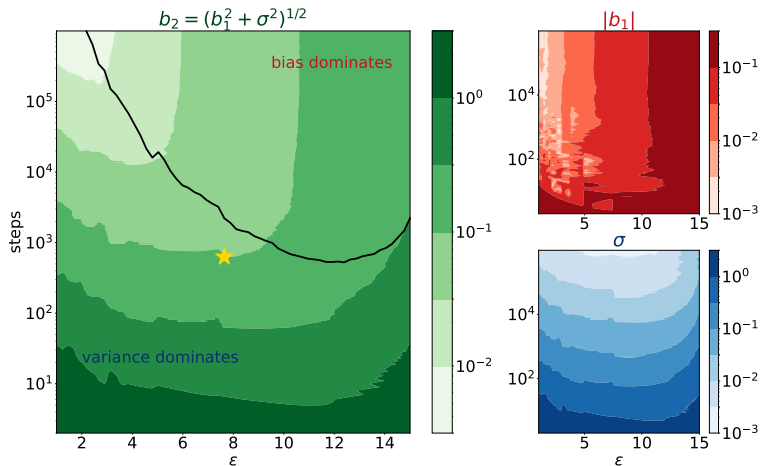 b₂ = (b₁² + σ²)^{1/2}
bias dominates
variance dominates
steps
10⁵
10⁴
10³
10²
10¹
2 4 6 8 10 12 14
ε
10⁰
10⁻¹
10⁻²
|b₁|
10⁴
10²
5 10 15
ε
10⁻¹
10⁻²
10⁻³
σ
10⁴
10²
5 10 15
ε
10⁰
10⁻¹
10⁻²
10⁻³